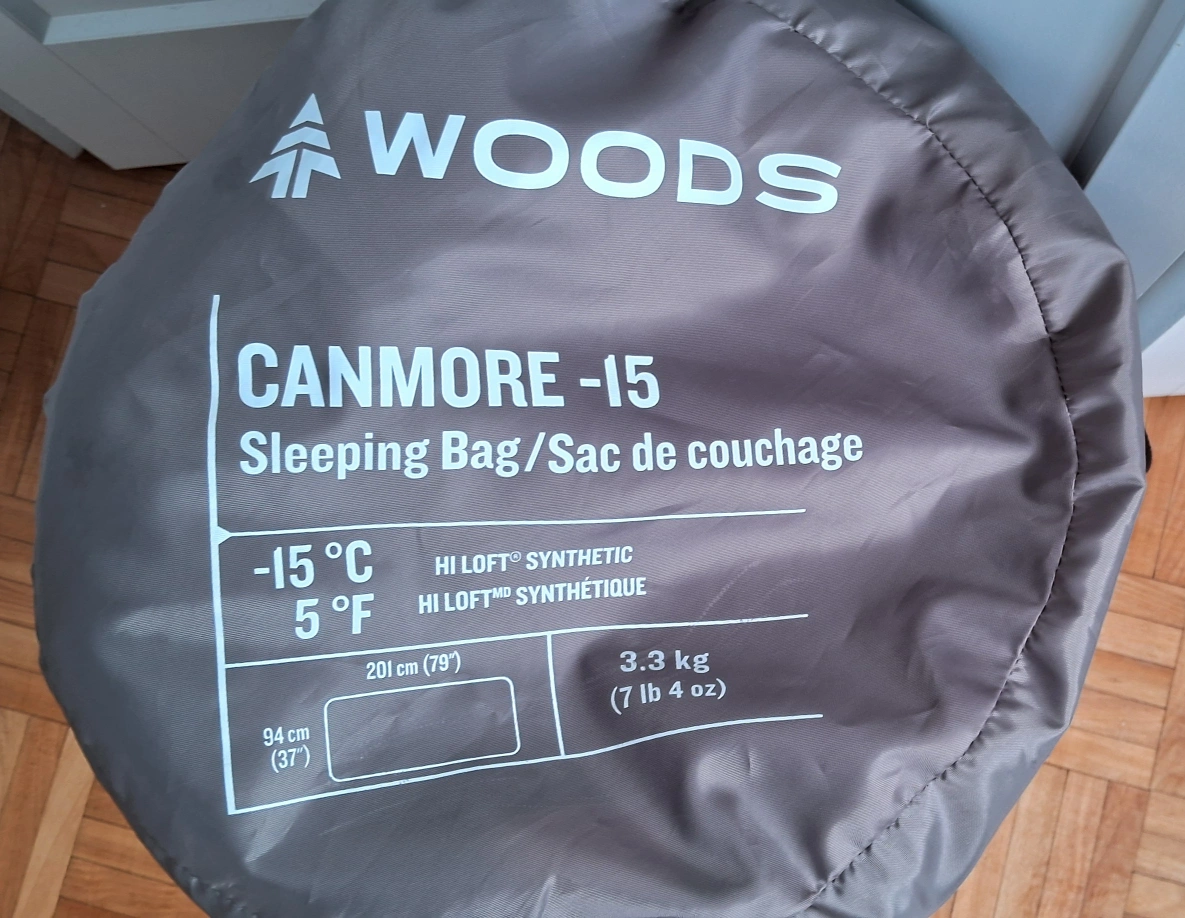 WOODS
CANMORE -15
Sleeping Bag/Sac de couchage
-15 °C
5 °F
HI LOFT® SYNTHETIC
HI LOFTMD SYNTHÉTIQUE
201 cm (79")
94 cm
(37")
3.3 kg
(7 lb 4 oz)